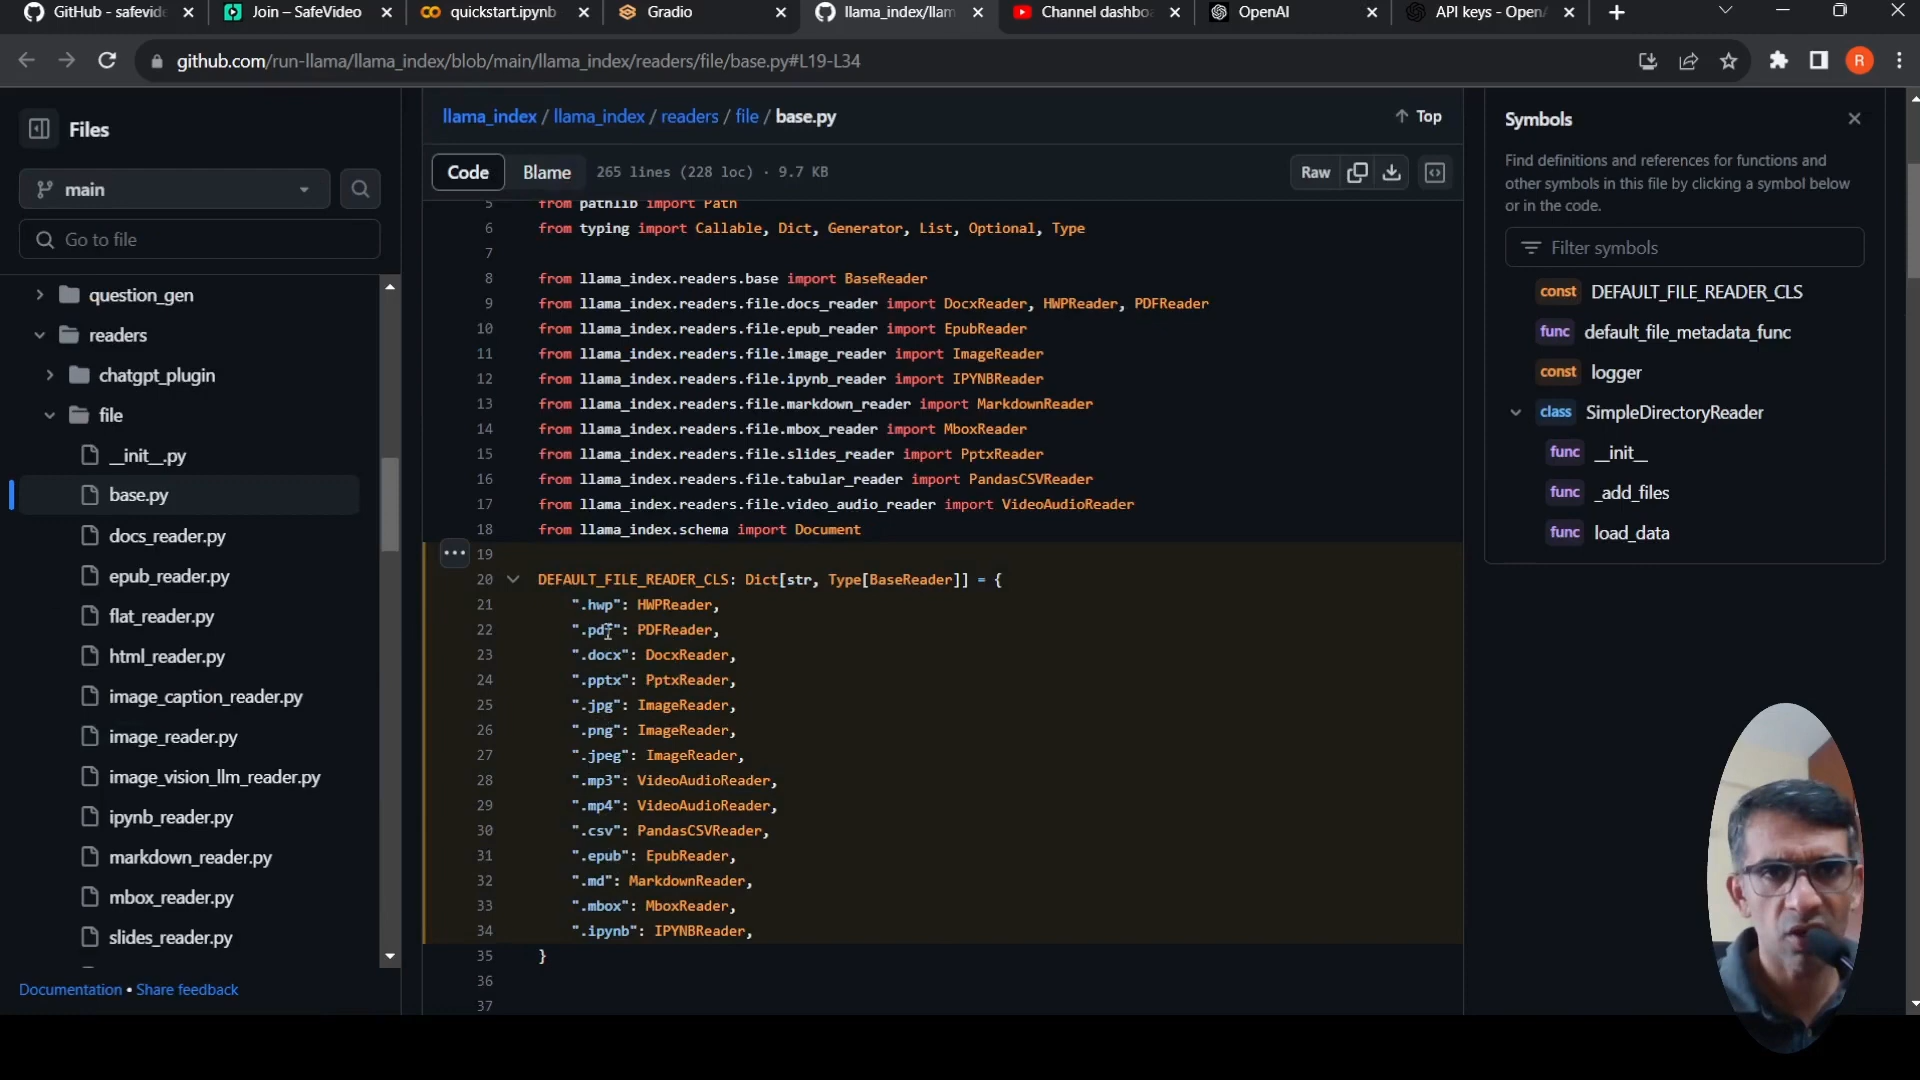 GitHub - safevid
Join – SafeVideo
quickstart.ipynb
Gradio
llama_index/llam
Channel dashbo
OpenAI
API keys - Open
github.com/run-llama/llama_index/blob/main/llama_index/readers/file/base.py#L19-L34
R
Files
main
Go to file
question_gen
readers
chatgpt_plugin
file
__init__.py
base.py
docs_reader.py
epub_reader.py
flat_reader.py
html_reader.py
image_caption_reader.py
image_reader.py
image_vision_llm_reader.py
ipynb_reader.py
markdown_reader.py
mbox_reader.py
slides_reader.py
Documentation • Share feedback
llama_index / llama_index / readers / file / base.py
Top
Code Blame 265 lines (228 loc) · 9.7 KB
Raw
5 from pathlib import Path
6 from typing import Callable, Dict, Generator, List, Optional, Type
7
8 from llama_index.readers.base import BaseReader
9 from llama_index.readers.file.docs_reader import DocxReader, HWPReader, PDFReader
10 from llama_index.readers.file.epub_reader import EpubReader
11 from llama_index.readers.file.image_reader import ImageReader
12 from llama_index.readers.file.ipynb_reader import IPYNBReader
13 from llama_index.readers.file.markdown_reader import MarkdownReader
14 from llama_index.readers.file.mbox_reader import MboxReader
15 from llama_index.readers.file.slides_reader import PptxReader
16 from llama_index.readers.file.tabular_reader import PandasCSVReader
17 from llama_index.readers.file.video_audio_reader import VideoAudioReader
18 from llama_index.schema import Document
19
20 DEFAULT_FILE_READER_CLS: Dict[str, Type[BaseReader]] = {
21 ".hwp": HWPReader,
22 ".pdf": PDFReader,
23 ".docx": DocxReader,
24 ".pptx": PptxReader,
25 ".jpg": ImageReader,
26 ".png": ImageReader,
27 ".jpeg": ImageReader,
28 ".mp3": VideoAudioReader,
29 ".mp4": VideoAudioReader,
30 ".csv": PandasCSVReader,
31 ".epub": EpubReader,
32 ".md": MarkdownReader,
33 ".mbox": MboxReader,
34 ".ipynb": IPYNBReader,
35 }
36
37
Symbols
Find definitions and references for functions and
other symbols in this file by clicking a symbol below
or in the code.
Filter symbols
const DEFAULT_FILE_READER_CLS
func default_file_metadata_func
const logger
class SimpleDirectoryReader
func __init__
func _add_files
func load_data